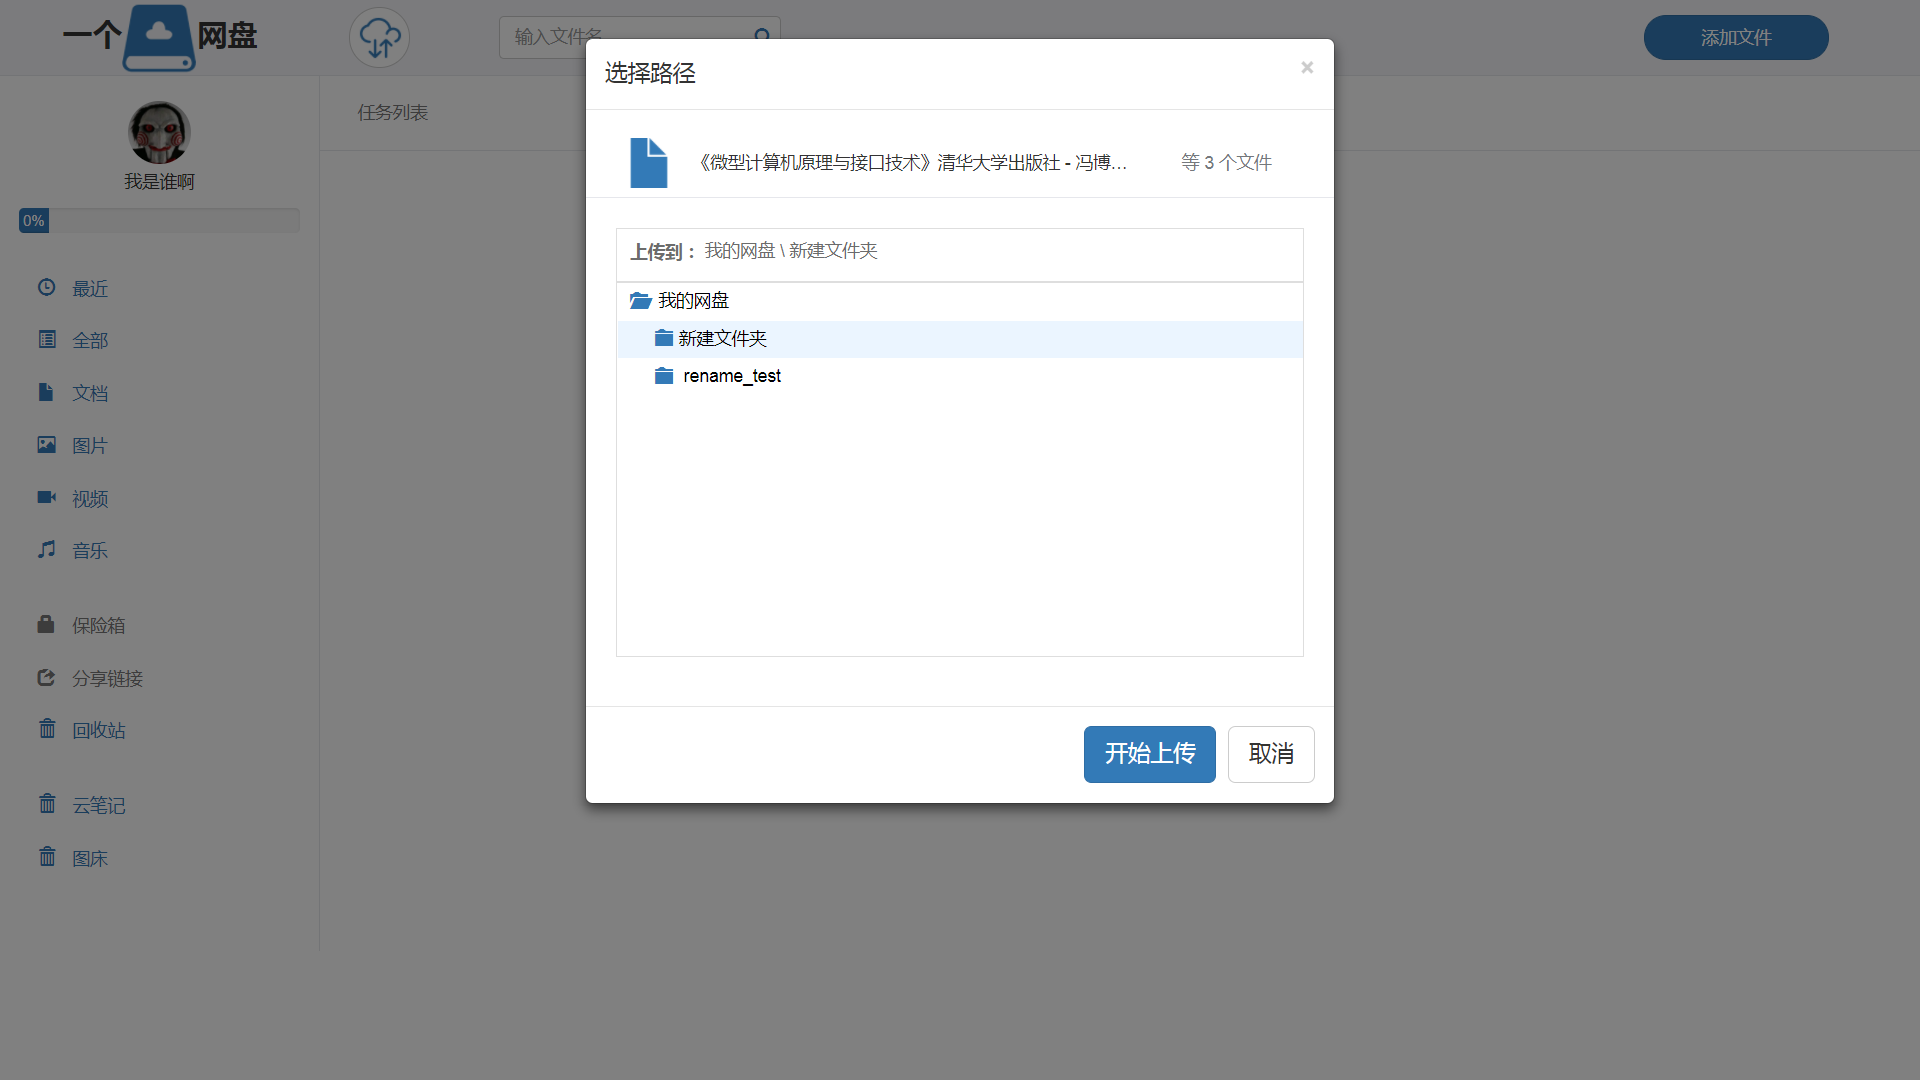 一个 网盘
输入文件名
添加文件
我是谁啊
0%
最近
全部
文档
图片
视频
音乐
保险箱
分享链接
回收站
云笔记
图床
任务列表
选择路径
×
《微型计算机原理与接口技术》清华大学出版社 - 冯博... 等 3 个文件
上传到： 我的网盘 \ 新建文件夹
我的网盘
新建文件夹
rename_test
开始上传 取消